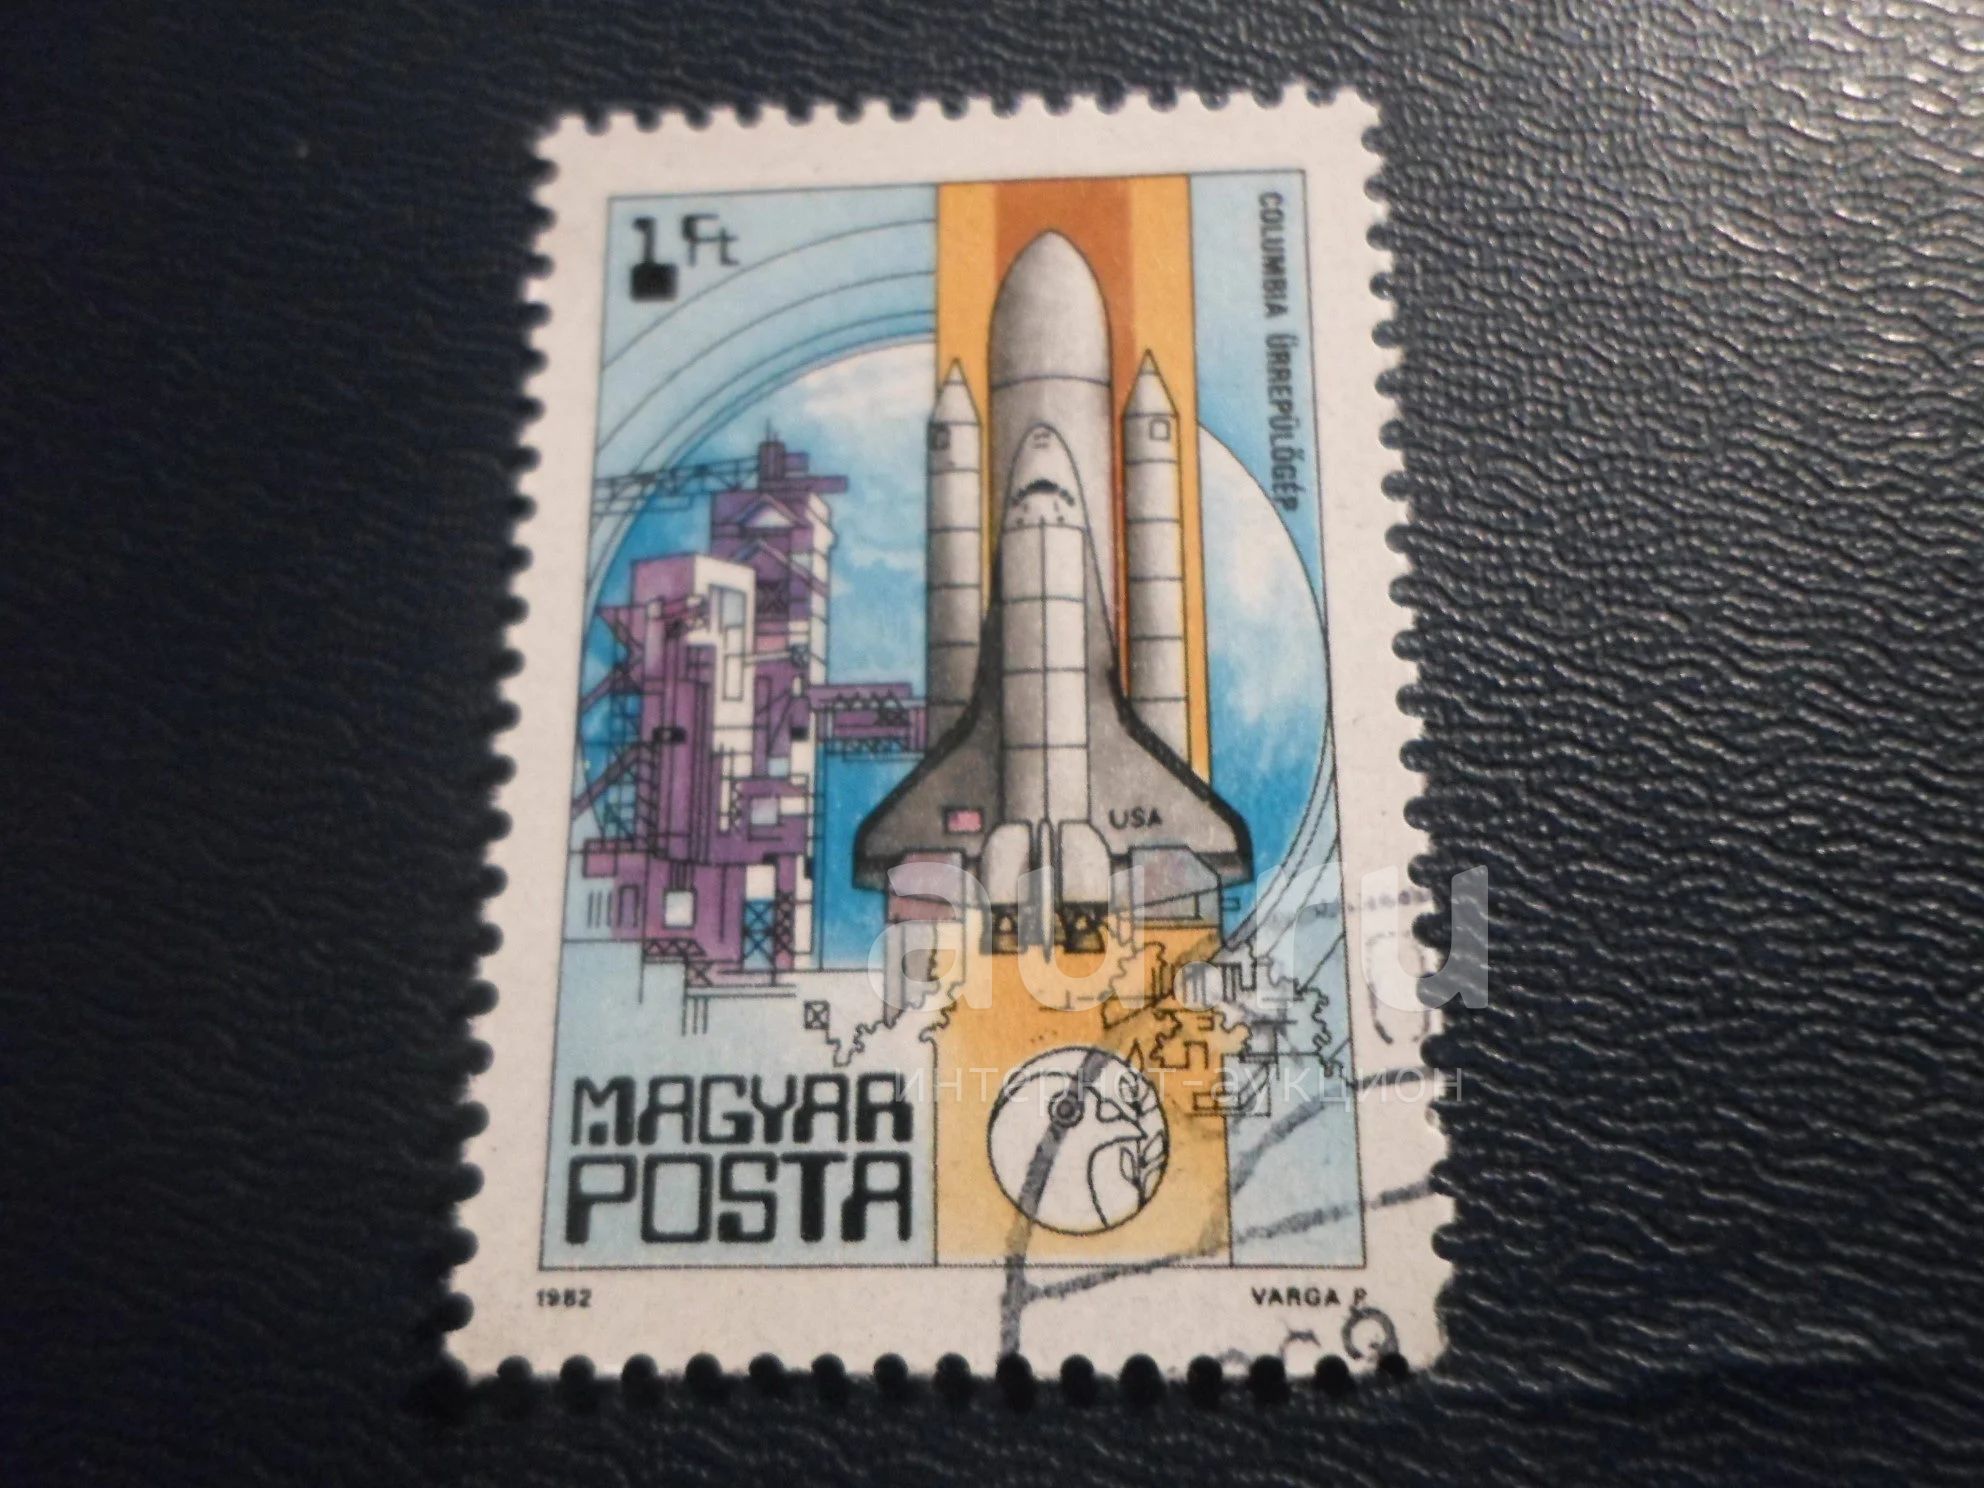 1 Ft
COLUMBIA ŰRREPÜLŐGÉP
USA
au.ru
интернет-аукцион
MAGYAR
POSTA
1982
VARGA P.